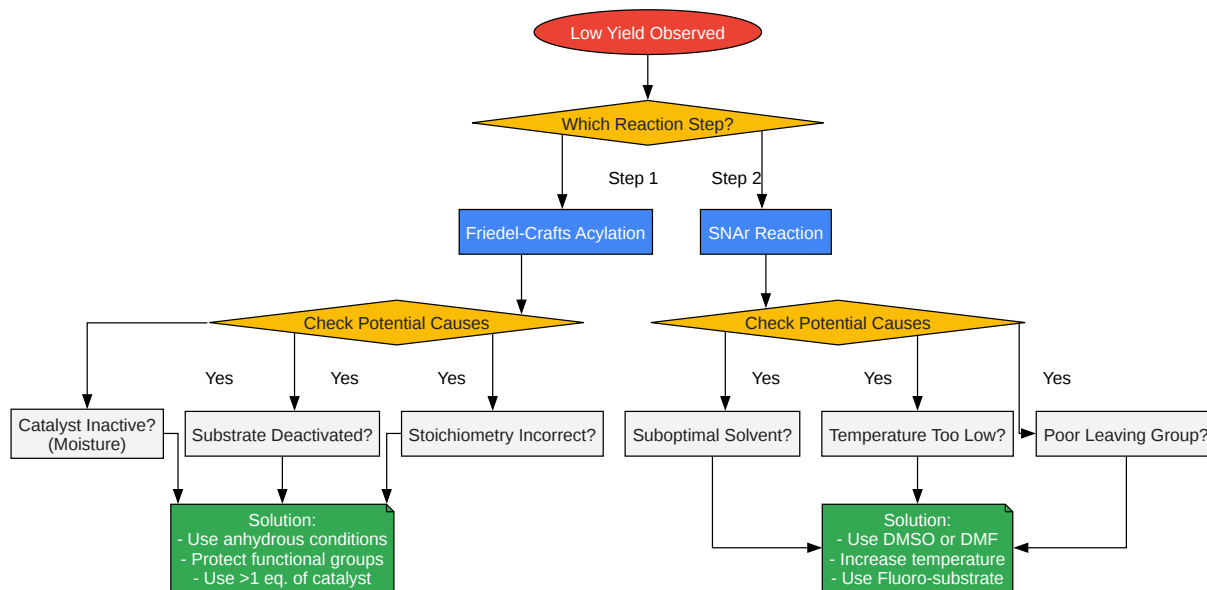 Low Yield Observed
Which Reaction Step?
Step 1
Step 2
Friedel-Crafts Acylation
SNAr Reaction
Check Potential Causes
Check Potential Causes
Yes
Yes
Yes
Yes
Yes
Yes
Catalyst Inactive?
(Moisture)
Substrate Deactivated?
Stoichiometry Incorrect?
Suboptimal Solvent?
Temperature Too Low?
Poor Leaving Group?
Solution:
- Use anhydrous conditions
- Protect functional groups
- Use >1 eq. of catalyst
Solution:
- Use DMSO or DMF
- Increase temperature
- Use Fluoro-substrate